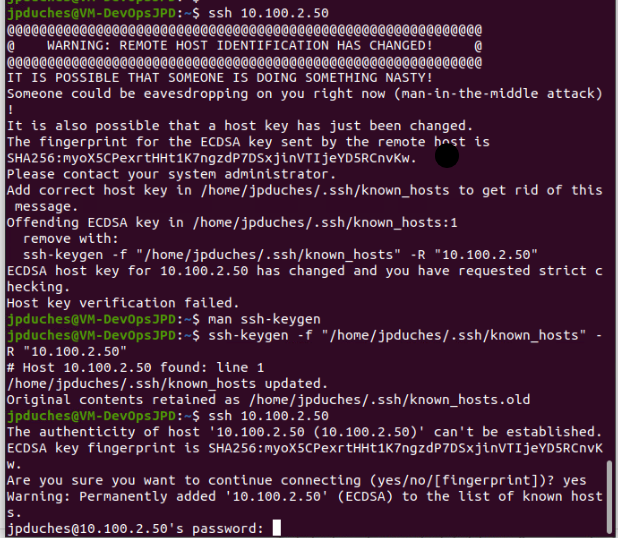 jpduches@VM-DevOpsJPD:~$ ssh 10.100.2.50
@@@@@@@@@@@@@@@@@@@@@@@@@@@@@@@@@@@@@@@@@@@@@@@@@@@@@@@@@@@
@    WARNING: REMOTE HOST IDENTIFICATION HAS CHANGED!     @
@@@@@@@@@@@@@@@@@@@@@@@@@@@@@@@@@@@@@@@@@@@@@@@@@@@@@@@@@@@
IT IS POSSIBLE THAT SOMEONE IS DOING SOMETHING NASTY!
Someone could be eavesdropping on you right now (man-in-the-middle attack)
!
It is also possible that a host key has just been changed.
The fingerprint for the ECDSA key sent by the remote host is
SHA256:myoX5CPexrtHHt1K7ngzdP7DSxjinVTIjeYD5RCnvKw.
Please contact your system administrator.
Add correct host key in /home/jpduches/.ssh/known_hosts to get rid of this
 message.
Offending ECDSA key in /home/jpduches/.ssh/known_hosts:1
  remove with:
  ssh-keygen -f "/home/jpduches/.ssh/known_hosts" -R "10.100.2.50"
ECDSA host key for 10.100.2.50 has changed and you have requested strict c
hecking.
Host key verification failed.
jpduches@VM-DevOpsJPD:~$ man ssh-keygen
jpduches@VM-DevOpsJPD:~$ ssh-keygen -f "/home/jpduches/.ssh/known_hosts" -
R "10.100.2.50"
# Host 10.100.2.50 found: line 1
/home/jpduches/.ssh/known_hosts updated.
Original contents retained as /home/jpduches/.ssh/known_hosts.old
jpduches@VM-DevOpsJPD:~$ ssh 10.100.2.50
The authenticity of host '10.100.2.50 (10.100.2.50)' can't be established.
ECDSA key fingerprint is SHA256:myoX5CPexrtHHt1K7ngzdP7DSxjinVTIjeYD5RCnvK
w.
Are you sure you want to continue connecting (yes/no/[fingerprint])? yes
Warning: Permanently added '10.100.2.50' (ECDSA) to the list of known host
s.
jpduches@10.100.2.50's password: